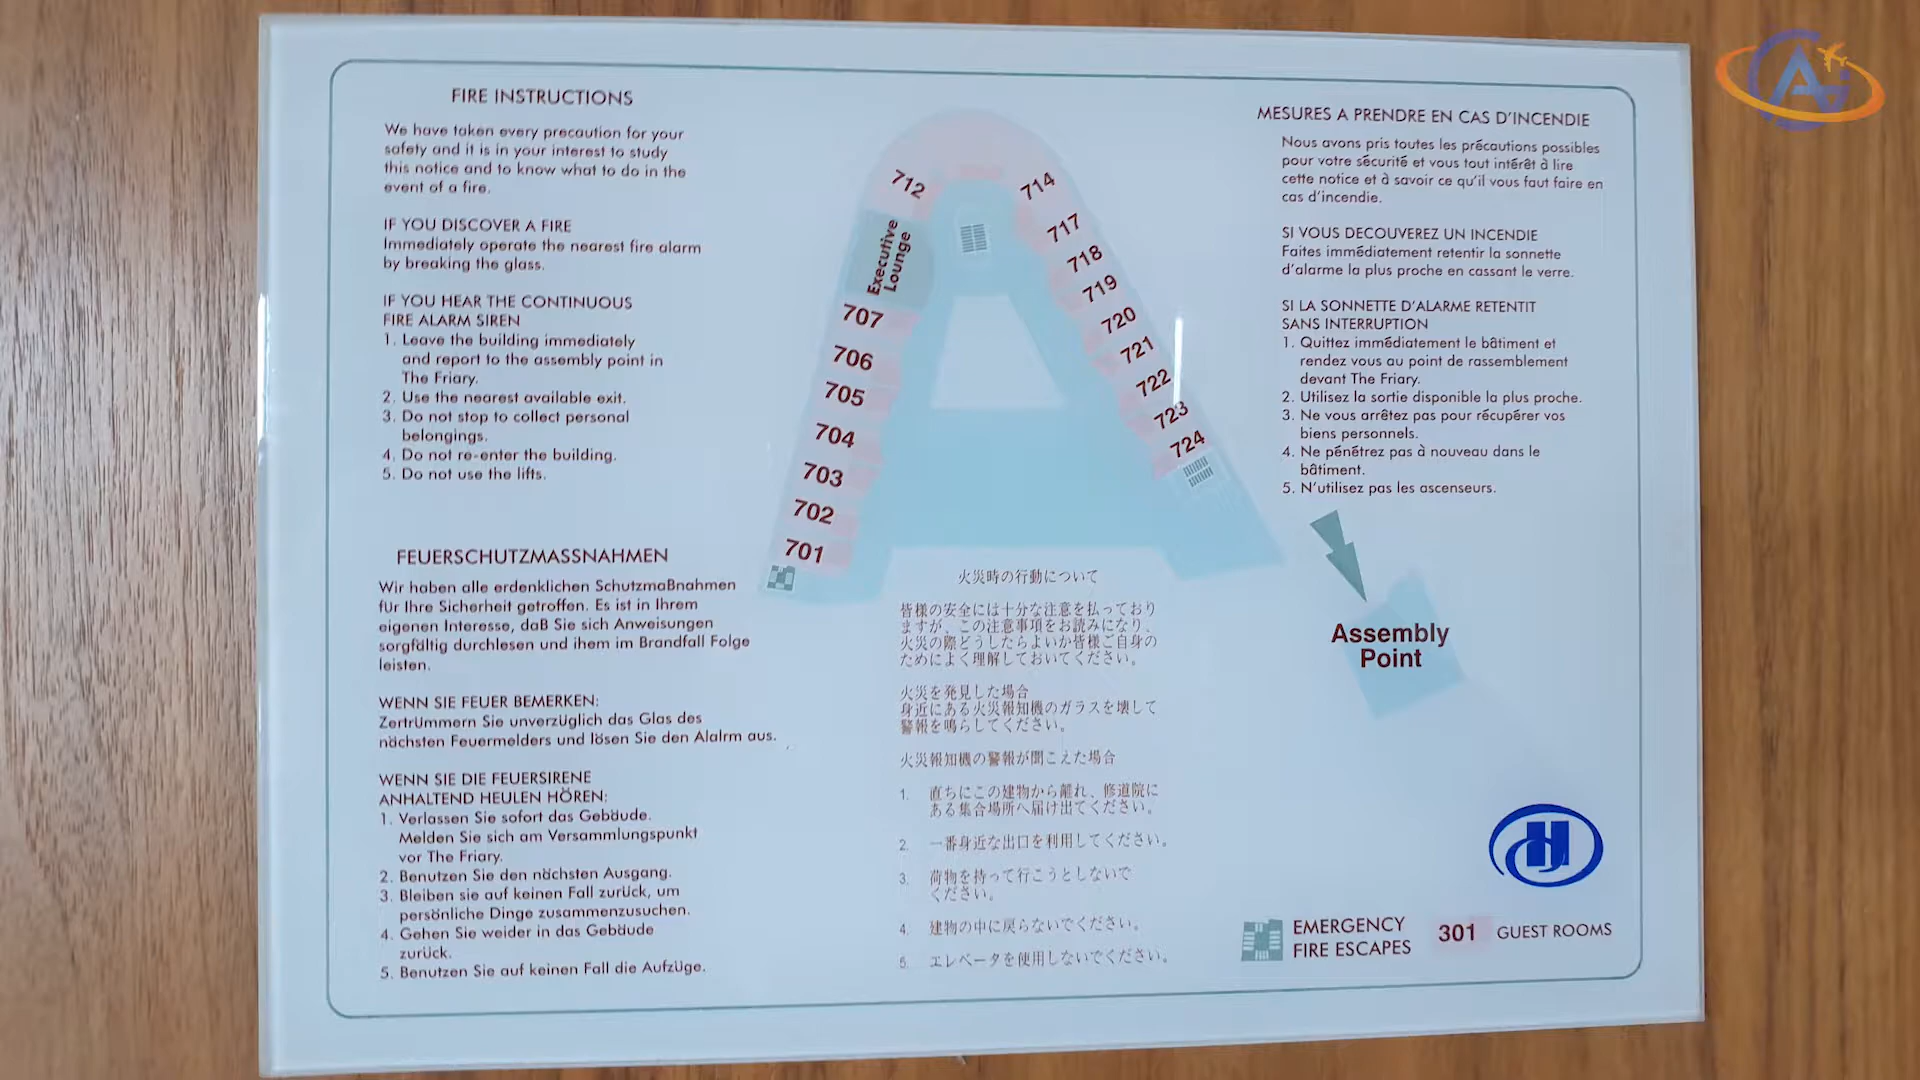 FIRE INSTRUCTIONS
We have taken every precaution for your
safety and it is in your interest to study
this notice and to know what to do in the
event of a fire.
IF YOU DISCOVER A FIRE
Immediately operate the nearest fire alarm
by breaking the glass.
IF YOU HEAR THE CONTINUOUS
FIRE ALARM SIREN
1. Leave the building immediately
and report to the assembly point in
The Friary.
2. Use the nearest available exit.
3. Do not stop to collect personal
belongings.
4. Do not re-enter the building.
5. Do not use the lifts.
FEUERSCHUTZMASSNAHMEN
Wir haben alle erdenklichen SchutzmaBnahmen
für Ihre Sicherheit getroffen. Es ist in Ihrem
eigenen Interesse, daB Sie sich Anweisungen
sorgfältig durchlesen und ihem im Brandfall Folge
leisten.
WENN SIE FEUER BEMERKEN:
Zertrümmern Sie unverzüglich das Glas des
nächsten Feuermelders und lösen Sie den Alalrm aus.
WENN SIE DIE FEUERSIRENE
ANHALTEND HEULEN HÖREN:
1. Verlassen Sie sofort das Gebäude.
Melden Sie sich am Versammlungspunkt
vor The Friary.
2. Benutzen Sie den nächsten Ausgang.
3. Bleiben sie auf keinen Fall zurück, um
persönliche Dinge zusammenzusuchen.
4. Gehen Sie weider in das Gebäude
zurück.
5. Benutzen Sie auf keinen Fall die Aufzüge.
712
Executive
Lounge
707
706
705
704
703
702
701
714
717
718
719
720
721
722
723
724
火災時の行動について
皆様の安全には十分な注意を払っており
ますが、この注意事項をお読みになり、
火災の際どうしたらよいか皆様ご自身の
ためによく理解しておいてください。
火災を発見した場合
身近にある火災報知機のガラスを壊して
警報を鳴らしてください。
火災報知機の警報が聞こえた場合
1. 直ちにこの建物から離れ、修道院に
ある集合場所へ届け出てください。
2. 一番身近な出口を利用してください。
3. 荷物を持って行こうとしないで
ください。
4. 建物の中に戻らないでください。
5. エレベータを使用しないでください。
MESURES A PRENDRE EN CAS D'INCENDIE
Nous avons pris toutes les précautions possibles
pour votre sécurité et vous tout intérêt à lire
cette notice et à savoir ce qu'il vous faut faire en
cas d'incendie.
SI VOUS DECOUVEREZ UN INCENDIE
Faites immédiatement retentir la sonnette
d'alarme la plus proche en cassant le verre.
SI LA SONNETTE D'ALARME RETENTIT
SANS INTERRUPTION
1. Quittez immédiatement le bâtiment et
rendez vous au point de rassemblement
devant The Friary.
2. Utilisez la sortie disponible la plus proche.
3. Ne vous arrêtez pas pour récupérer vos
biens personnels.
4. Ne pénétrez pas à nouveau dans le
bâtiment.
5. N'utilisez pas les ascenseurs.
Assembly
Point
EMERGENCY
FIRE ESCAPES
301 GUEST ROOMS